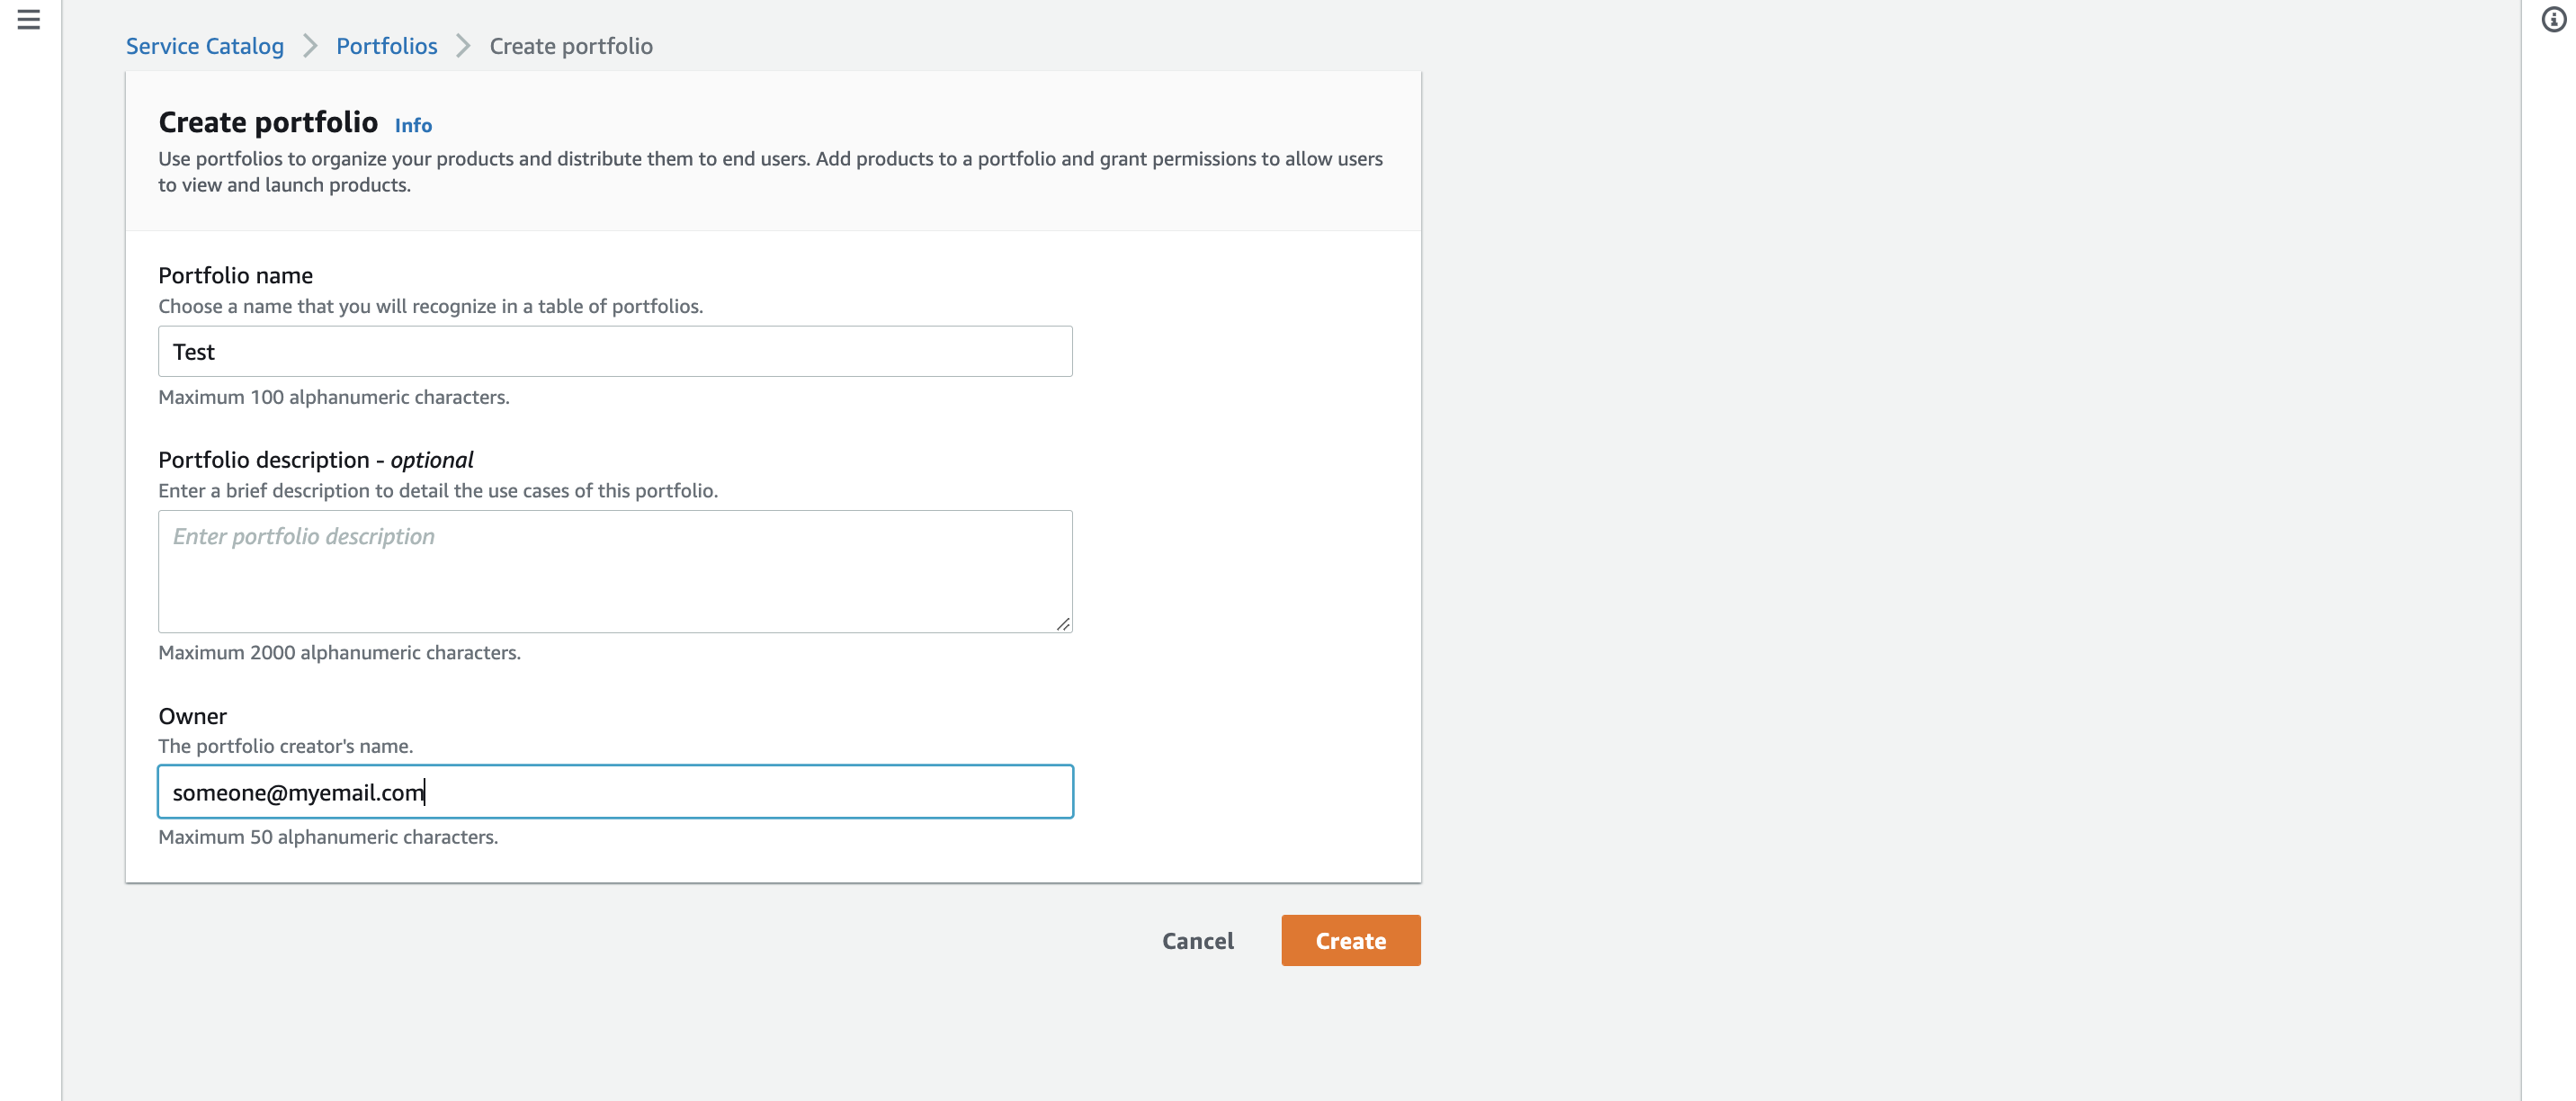 Service Catalog > Portfolios > Create portfolio
Create portfolio Info
Use portfolios to organize your products and distribute them to end users. Add products to a portfolio and grant permissions to allow users
to view and launch products.
Portfolio name
Choose a name that you will recognize in a table of portfolios.
Test
Maximum 100 alphanumeric characters.
Portfolio description - optional
Enter a brief description to detail the use cases of this portfolio.
Enter portfolio description
Maximum 2000 alphanumeric characters.
Owner
The portfolio creator's name.
someone@myemail.com
Maximum 50 alphanumeric characters.
Cancel Create